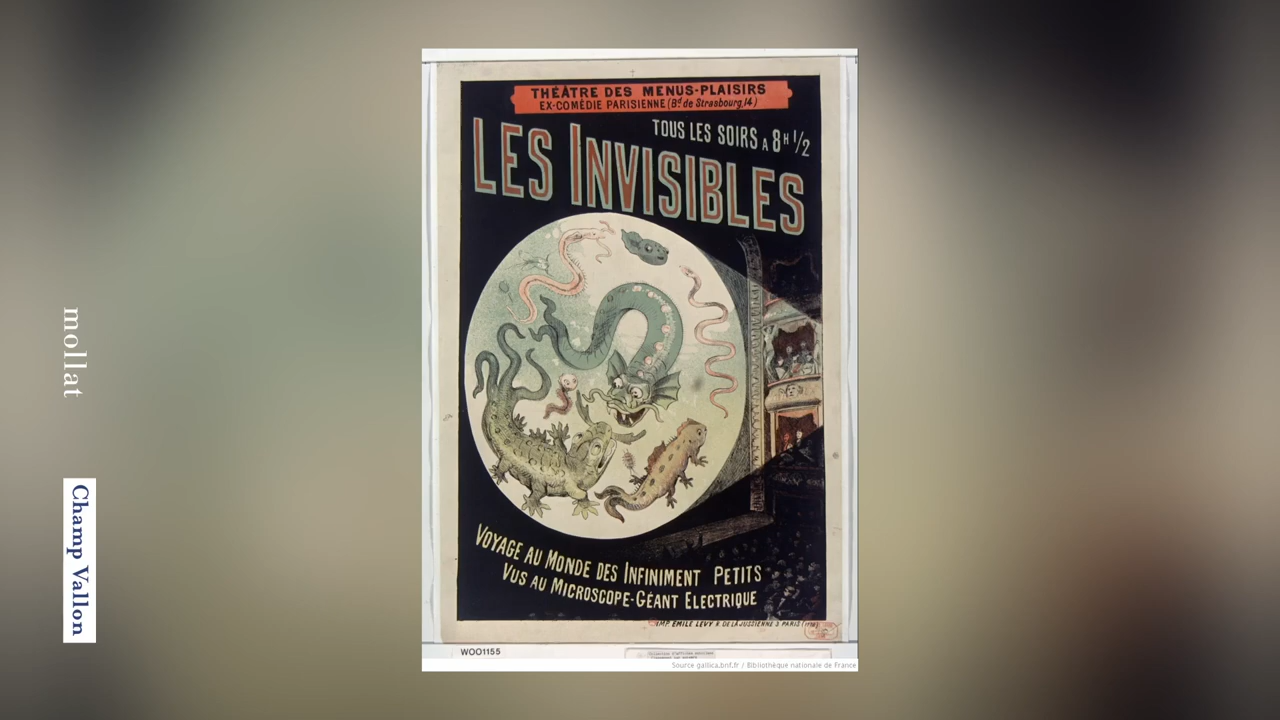 THÉÂTRE DES MENUS-PLAISIRS
EX-COMÉDIE PARISIENNE (Bd de Strasbourg, 14)
TOUS LES SOIRS A 8H 1/2
LES INVISIBLES
VOYAGE AU MONDE DES INFINIMENT PETITS
VUS AU MICROSCOPE-GÉANT ELECTRIQUE
IMP. EMILE LEVY R. DE LA JUSSIENNE 3 PARIS
WOO1155
Source gallica.bnf.fr / Bibliothèque nationale de France
mollat
Champ Vallon